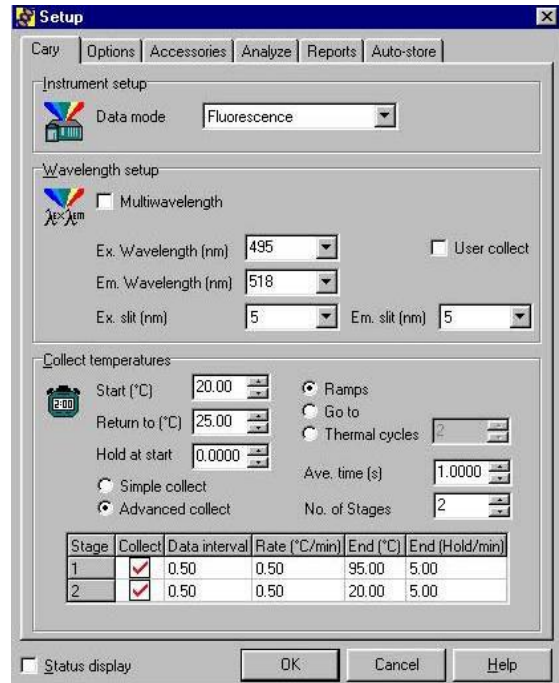 Setup
Cary Options Accessories Analyze Reports Auto-store
Instrument setup
Data mode Fluorescence
Wavelength setup
Multiwavelength
λEX λEM
Ex. Wavelength (nm) 495 User collect
Em. Wavelength (nm) 518
Ex. slit (nm) 5 Em. slit (nm) 5
Collect temperatures
2:00
Start (°C) 20.00 Ramps
Return to (°C) 25.00 Go to
Thermal cycles 2
Hold at start 0.0000 Ave. time (s) 1.0000
Simple collect
Advanced collect No. of Stages 2
Stage Collect Data interval Rate (°C/min) End (°C) End (Hold/min)
1 0.50 0.50 95.00 5.00
2 0.50 0.50 20.00 5.00
Status display OK Cancel Help